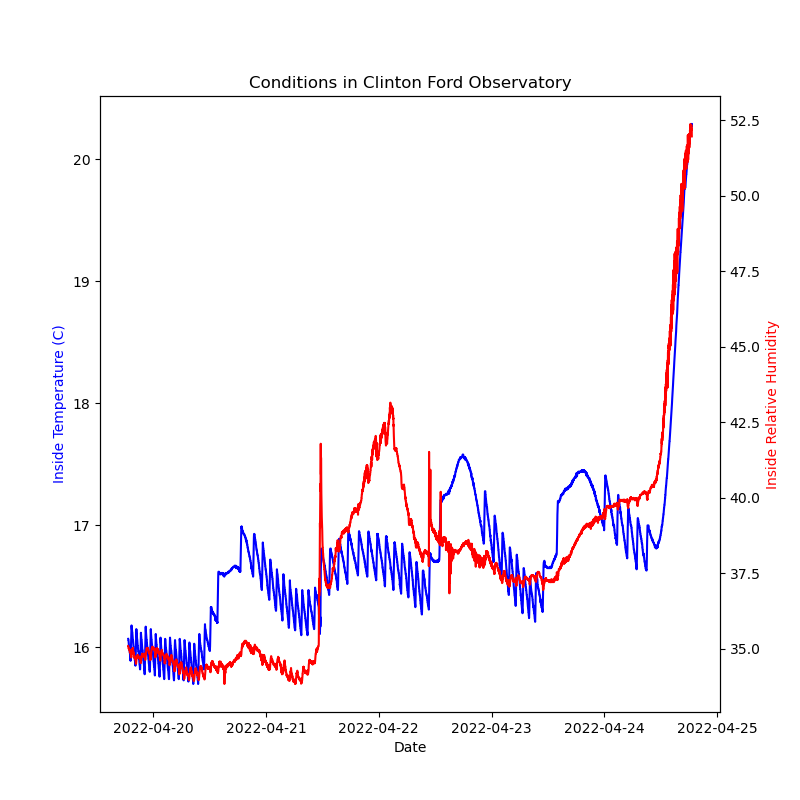 Conditions in Clinton Ford Observatory
20
19
18
17
16
Inside Temperature (C)
52.5
50.0
47.5
45.0
42.5
40.0
37.5
35.0
Inside Relative Humidity
2022-04-20 2022-04-21 2022-04-22 2022-04-23 2022-04-24 2022-04-25
Date